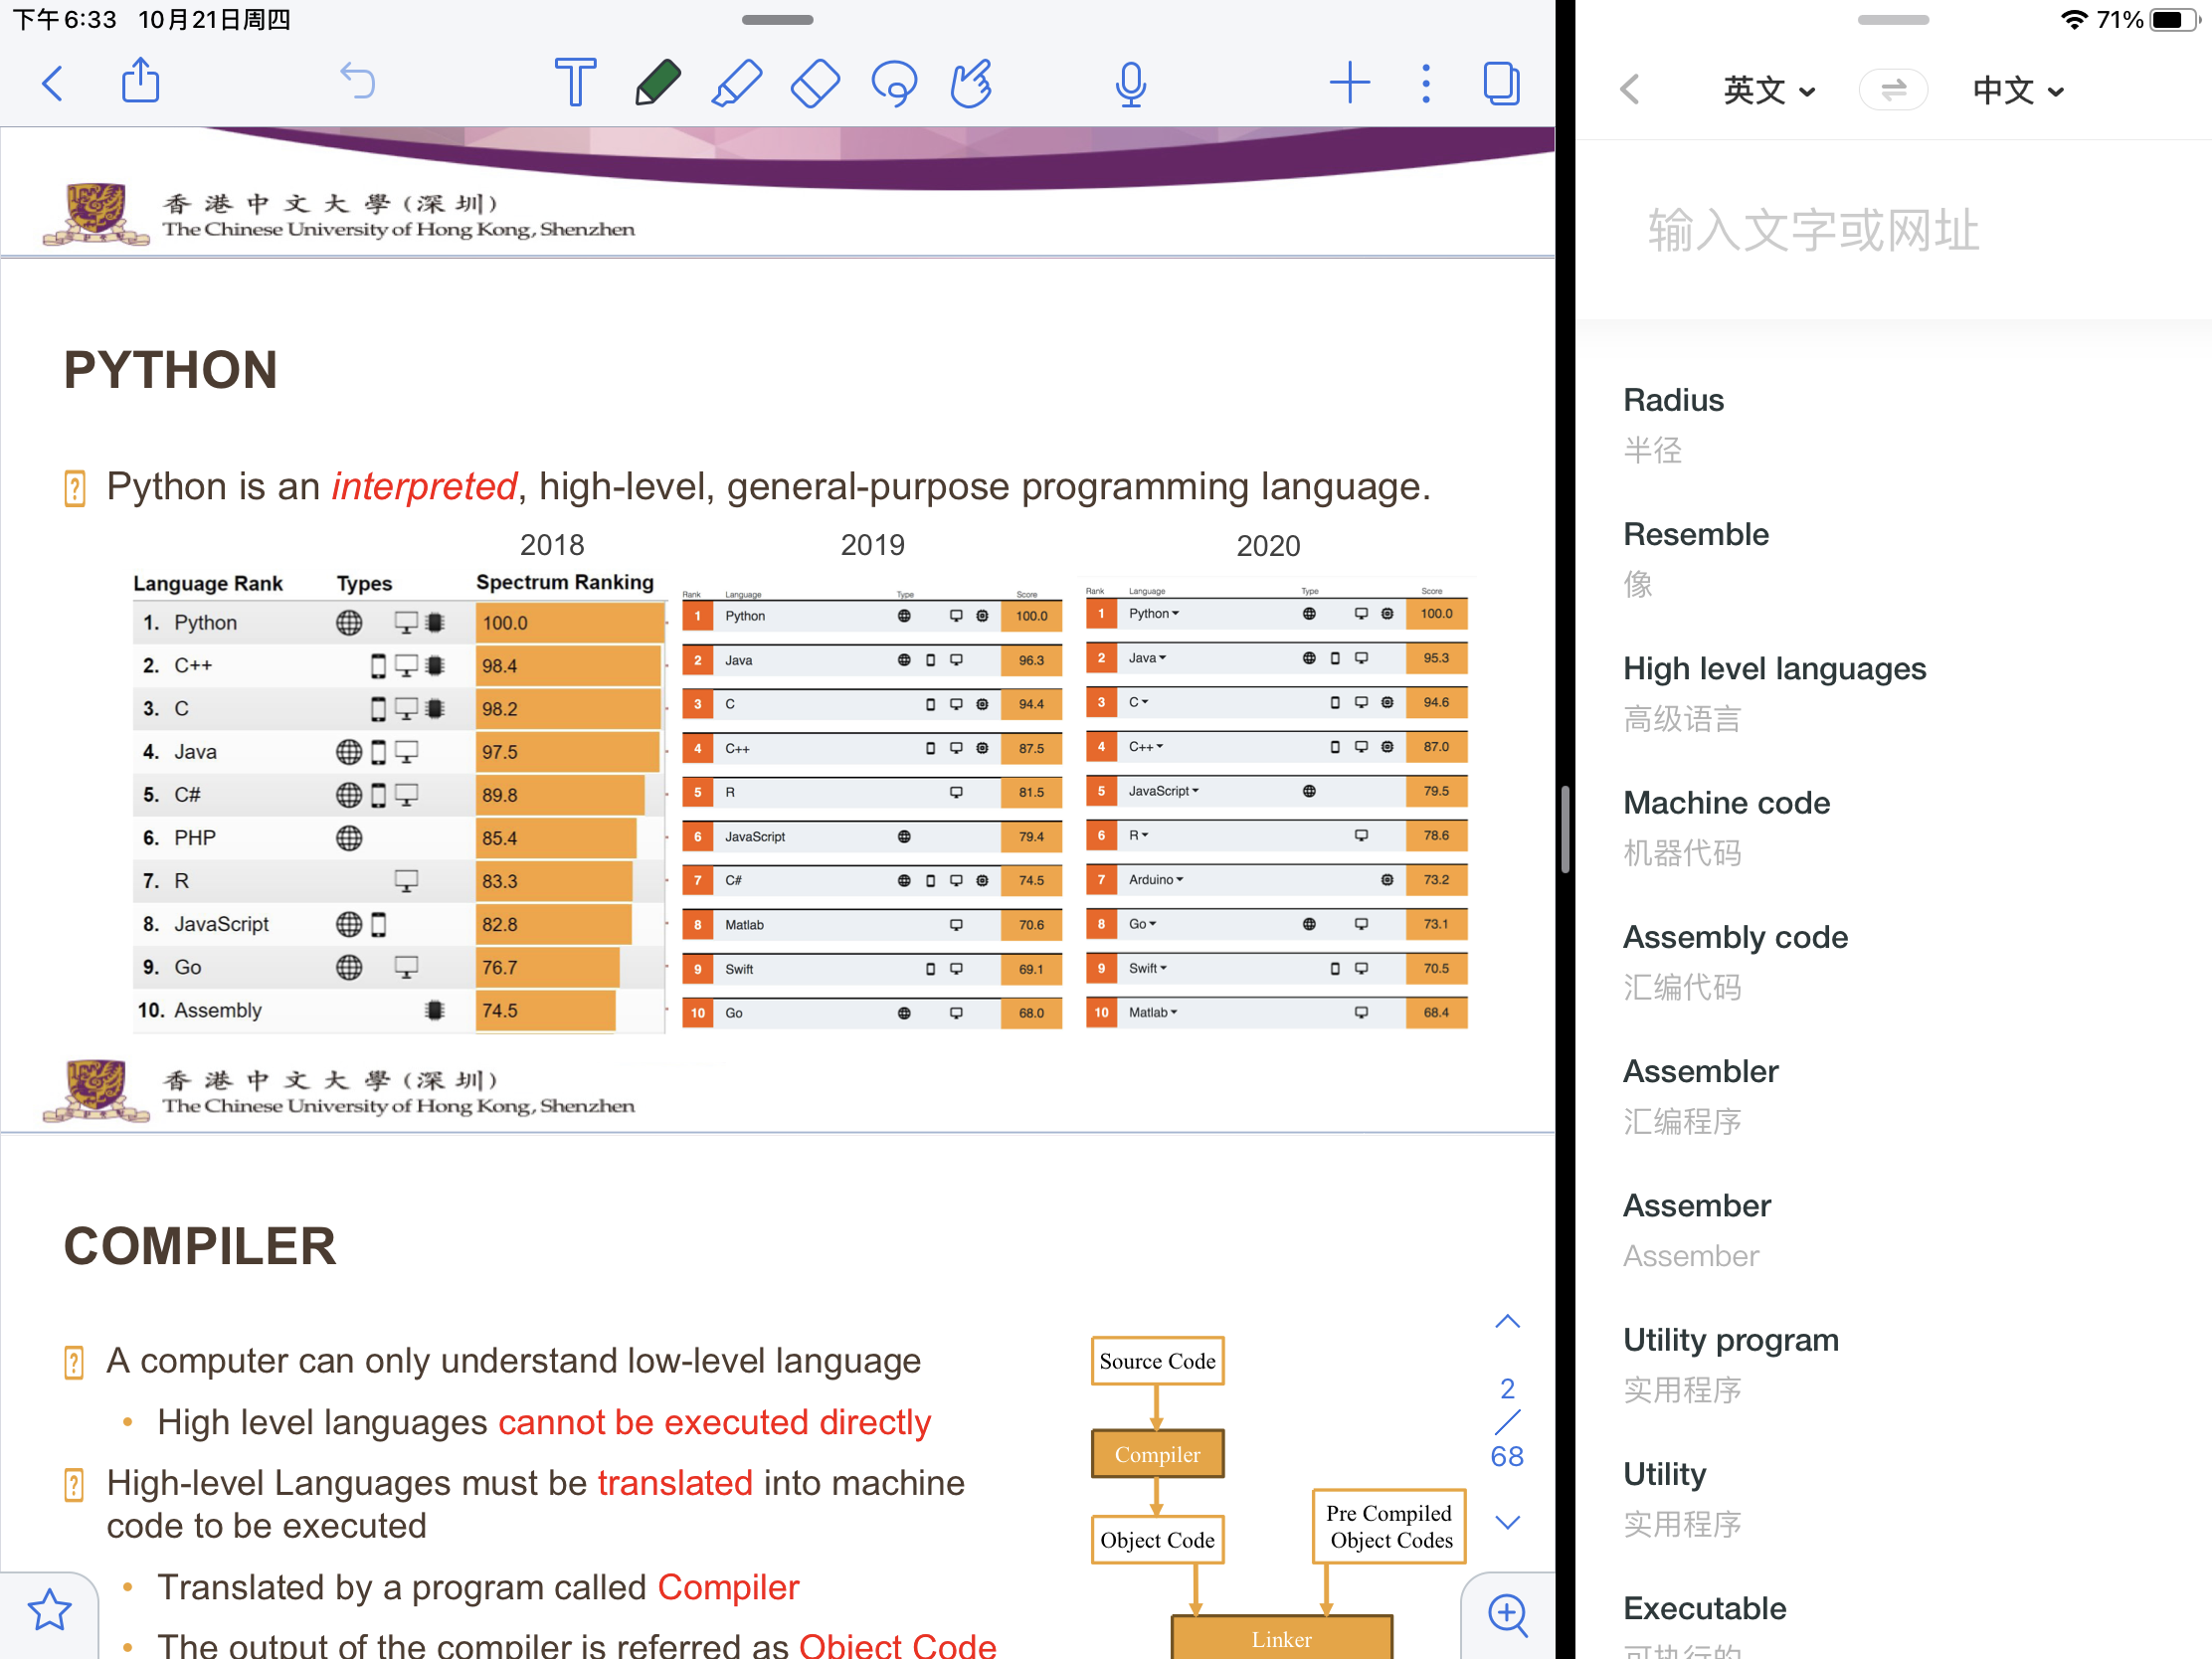 下午6:33 10月21日周四
71%
香港中文大學(深圳)
The Chinese University of Hong Kong, Shenzhen
PYTHON
Python is an interpreted, high-level, general-purpose programming language.
2018
Language Rank Types Spectrum Ranking
1. Python 100.0
2. C++ 98.4
3. C 98.2
4. Java 97.5
5. C# 89.8
6. PHP 85.4
7. R 83.3
8. JavaScript 82.8
9. Go 76.7
10. Assembly 74.5
2019
Rank Language Type Score
1 Python 100.0
2 Java 96.3
3 C 94.4
4 C++ 87.5
5 R 81.5
6 JavaScript 79.4
7 C# 74.5
8 Matlab 70.6
9 Swift 69.1
10 Go 68.0
2020
Rank Language Type Score
1 Python 100.0
2 Java 95.3
3 C 94.6
4 C++ 87.0
5 JavaScript 79.5
6 R 78.6
7 Arduino 73.2
8 Go 73.1
9 Swift 70.5
10 Matlab 68.4
香港中文大學(深圳)
The Chinese University of Hong Kong, Shenzhen
COMPILER
A computer can only understand low-level language
• High level languages cannot be executed directly
High-level Languages must be translated into machine
code to be executed
• Translated by a program called Compiler
• The output of the compiler is referred as Object Code
Source Code
Compiler
Object Code
Pre Compiled
Object Codes
Linker
2
/
68
英文 中文
输入文字或网址
Radius
半径
Resemble
像
High level languages
高级语言
Machine code
机器代码
Assembly code
汇编代码
Assembler
汇编程序
Assember
Assember
Utility program
实用程序
Utility
实用程序
Executable
可执行的